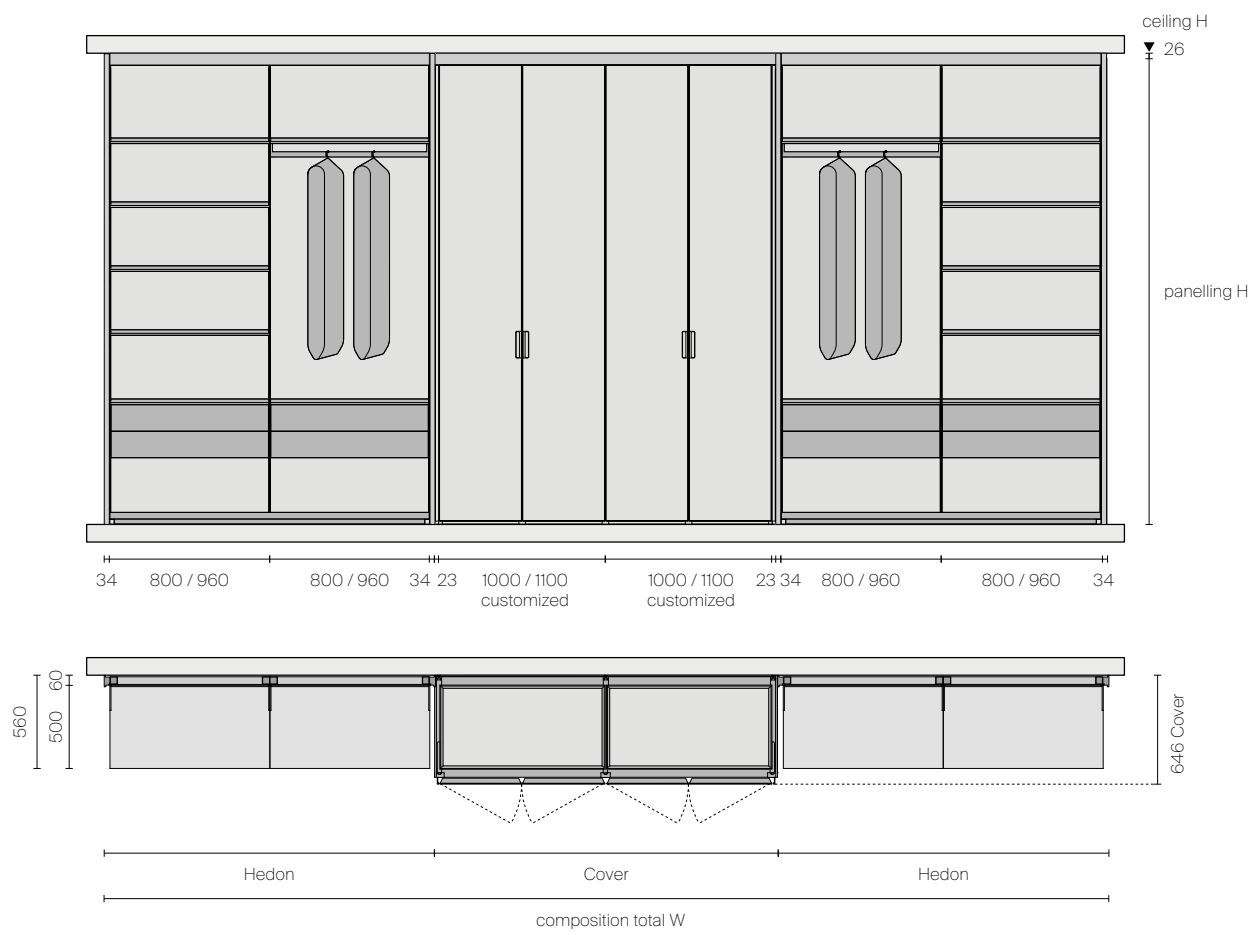 ceiling H
26
panelling H
34 800 / 960 800 / 960 34 23 1000 / 1100 1000 / 1100 23 34 800 / 960 800 / 960 34
customized customized
560 500 60 646 Cover
Hedon Cover Hedon
composition total W